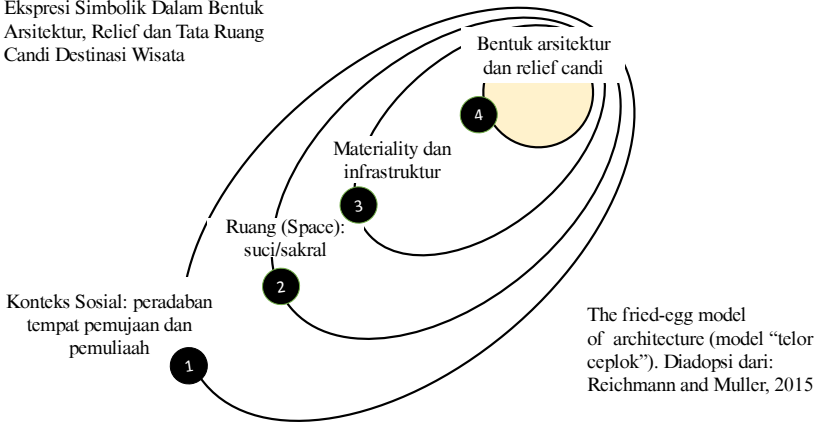 Ekspresi Simbolik Dalam Bentuk
Arsitektur, Relief dan Tata Ruang
Candi Destinasi Wisata
Bentuk arsitektur
dan relief candi
4
Materiality dan
infrastruktur
3
Ruang (Space):
suci/sakral
2
Konteks Sosial: peradaban
tempat pemujaan dan
pemuliaah
1
The fried-egg model
of architecture (model “telor
ceplok”). Diadopsi dari:
Reichmann and Muller, 2015